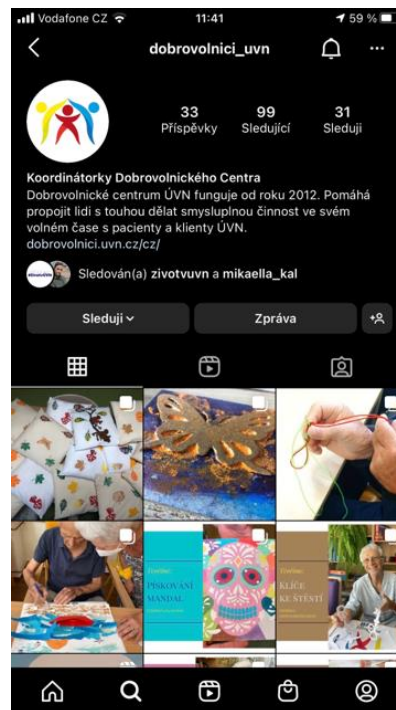 Vodafone CZ 11:41 59 %
dobrovolnici_uvn
33 99 31
Příspěvky Sledující Sleduji
Koordinátorky Dobrovolnického Centra
Dobrovolnické centrum ÚVN funguje od roku 2012. Pomáhá
propojit lidi s touhou dělat smysluplnou činnost ve svém
volném čase s pacienty a klienty ÚVN.
dobrovolnici.uvn.cz/cz/
Sledován(a) zivotvuvn a mikaella_kal
Sleduji Zpráva
Tvoříme:
PÍSKOVÁNÍ
MANDAL
Tvoříme:
KLÍČE
KE ŠTĚSTÍ